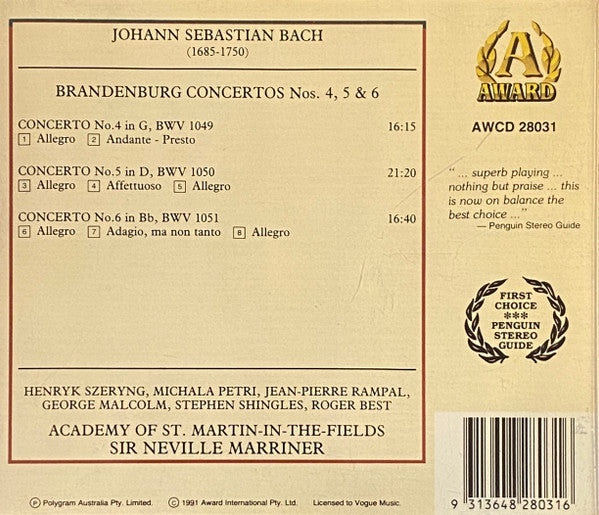 JOHANN SEBASTIAN BACH
(1685-1750)
BRANDENBURG CONCERTOS Nos. 4, 5 & 6
CONCERTO No.4 in G, BWV 1049 16:15
1 Allegro 2 Andante - Presto
CONCERTO No.5 in D, BWV 1050 21:20
3 Allegro 4 Affettuoso 5 Allegro
CONCERTO No.6 in Bb, BWV 1051 16:40
6 Allegro 7 Adagio, ma non tanto 8 Allegro
HENRYK SZERYNG, MICHALA PETRI, JEAN-PIERRE RAMPAL,
GEORGE MALCOLM, STEPHEN SHINGLES, ROGER BEST
ACADEMY OF ST. MARTIN-IN-THE-FIELDS
SIR NEVILLE MARRINER
A
AWARD
AWCD 28031
" ... superb playing ...
nothing but praise ... this
is now on balance the
best choice ..."
— Penguin Stereo Guide
FIRST
CHOICE
***
PENGUIN
STEREO
GUIDE
9 313648 280316
Ⓟ Polygram Australia Pty. Limited. © 1991 Award International Pty. Ltd. Licensed to Vogue Music.